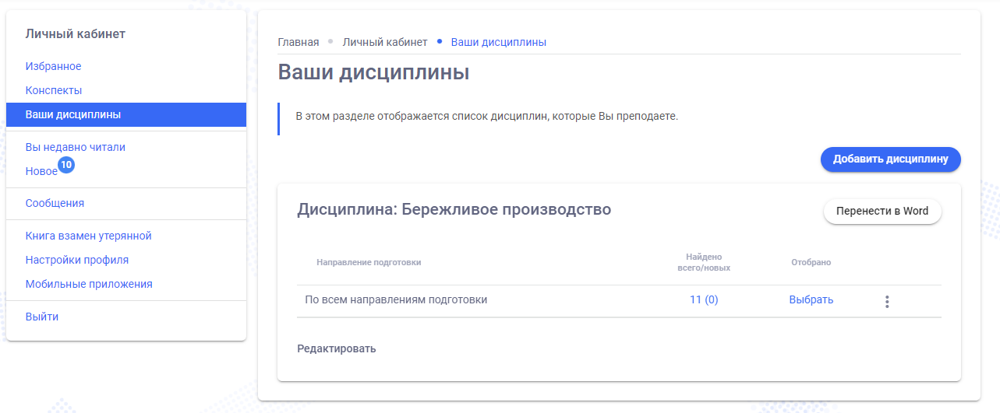 Личный кабинет
Избранное
Конспекты
Ваши дисциплины
Вы недавно читали
Новое 10
Сообщения
Книга взамен утерянной
Настройки профиля
Мобильные приложения
Выйти
Главная Личный кабинет Ваши дисциплины
Ваши дисциплины
В этом разделе отображается список дисциплин, которые Вы преподаете.
Добавить дисциплину
Дисциплина: Бережливое производство
Перенести в Word
Направление подготовки
Найдено
всего/новых
Отобрано
По всем направлениям подготовки 11 (0) Выбрать
Редактировать